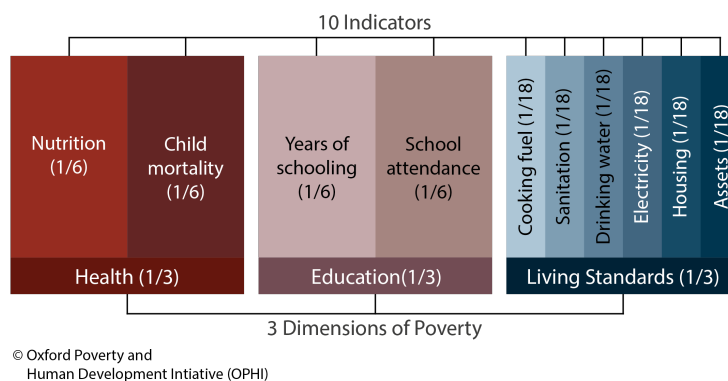 10 Indicators
Nutrition
(1/6)
Child
mortality
(1/6)
Years of
schooling
(1/6)
School
attendance
(1/6)
Cooking fuel (1/18)
Sanitation (1/18)
Drinking water (1/18)
Electricity (1/18)
Housing (1/18)
Assets (1/18)
Health (1/3)
Education(1/3)
Living Standards (1/3)
3 Dimensions of Poverty
© Oxford Poverty and
Human Development Intiative (OPHI)